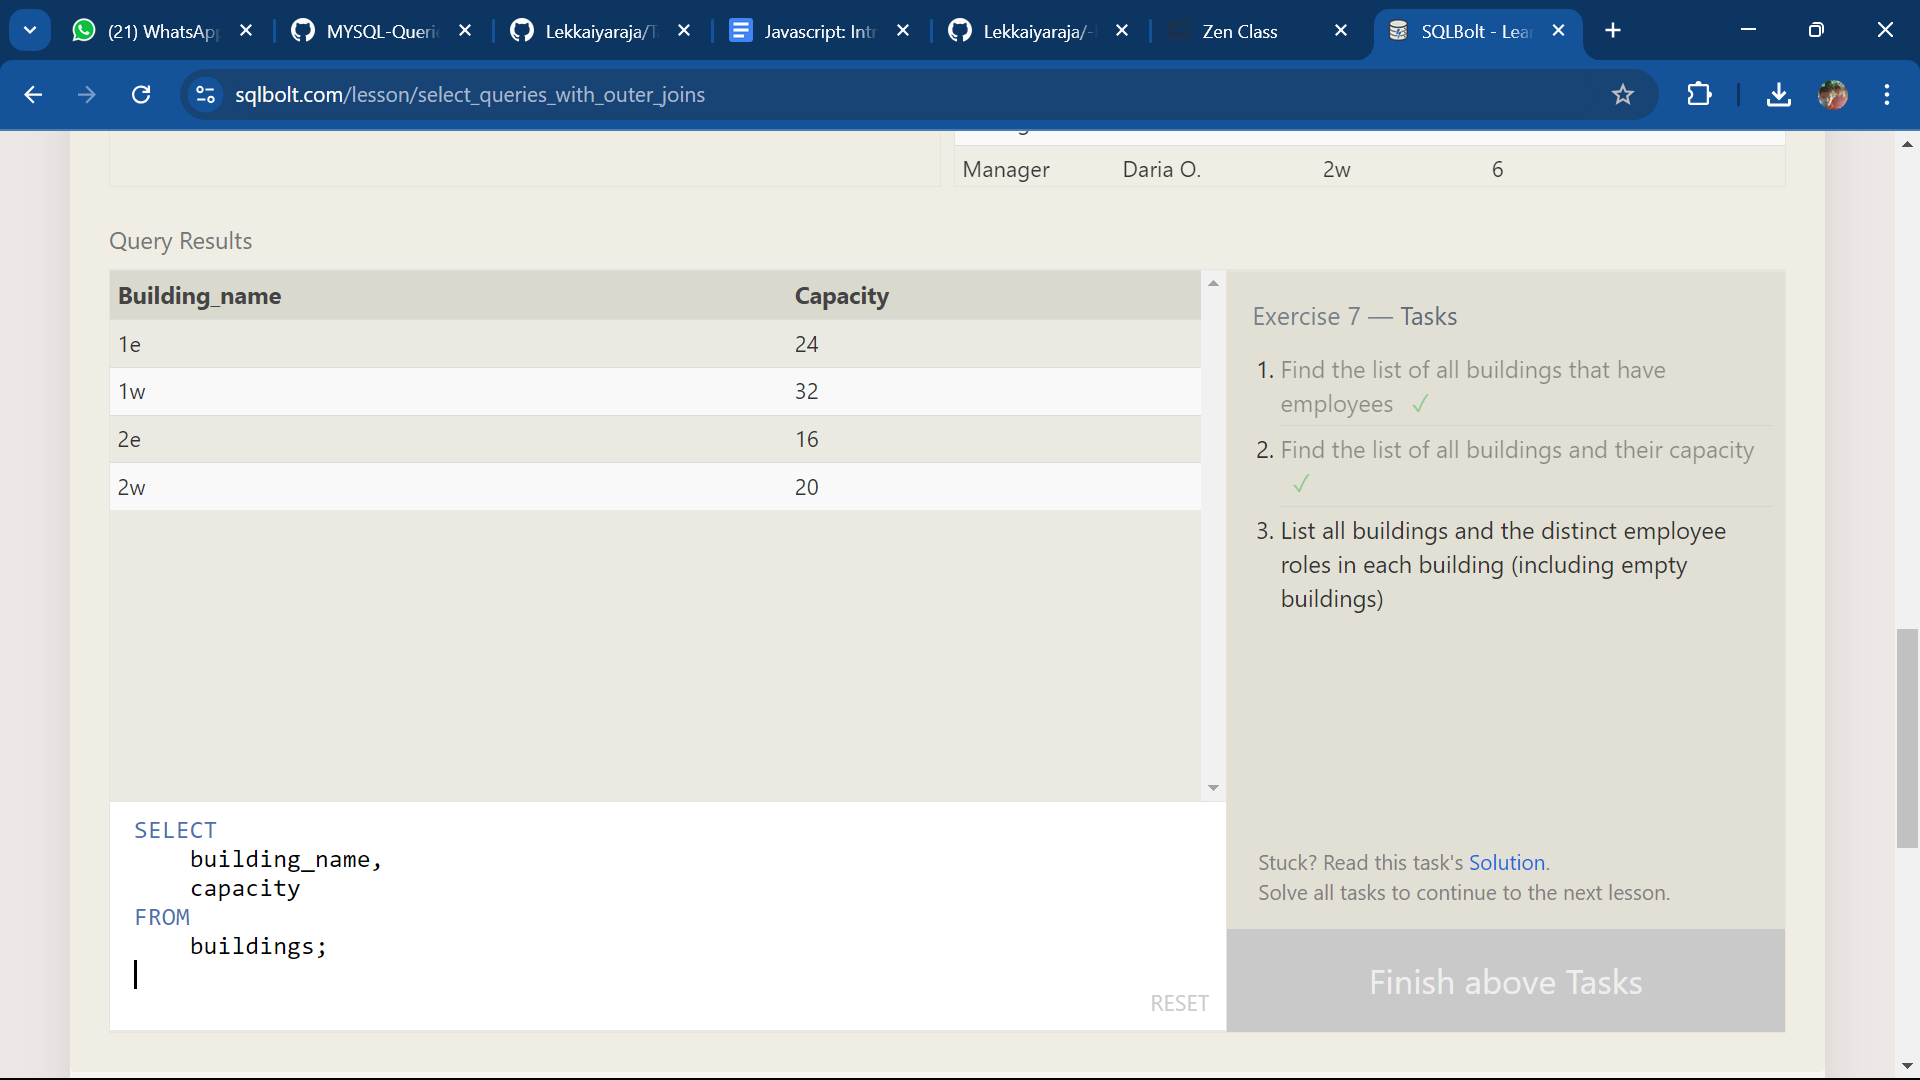 (21) WhatsApp
MYSQL-Querie
Lekkaiyaraja/T
Javascript: Intr
Lekkaiyaraja/-
Zen Class
SQLBolt - Lear
sqlbolt.com/lesson/select_queries_with_outer_joins
Manager Daria O. 2w 6
Query Results
Building_name Capacity
1e 24
1w 32
2e 16
2w 20
Exercise 7 — Tasks
1. Find the list of all buildings that have
employees ✓
2. Find the list of all buildings and their capacity
✓
3. List all buildings and the distinct employee
roles in each building (including empty
buildings)
Stuck? Read this task's Solution.
Solve all tasks to continue to the next lesson.
Finish above Tasks
SELECT
building_name,
capacity
FROM
buildings;
RESET